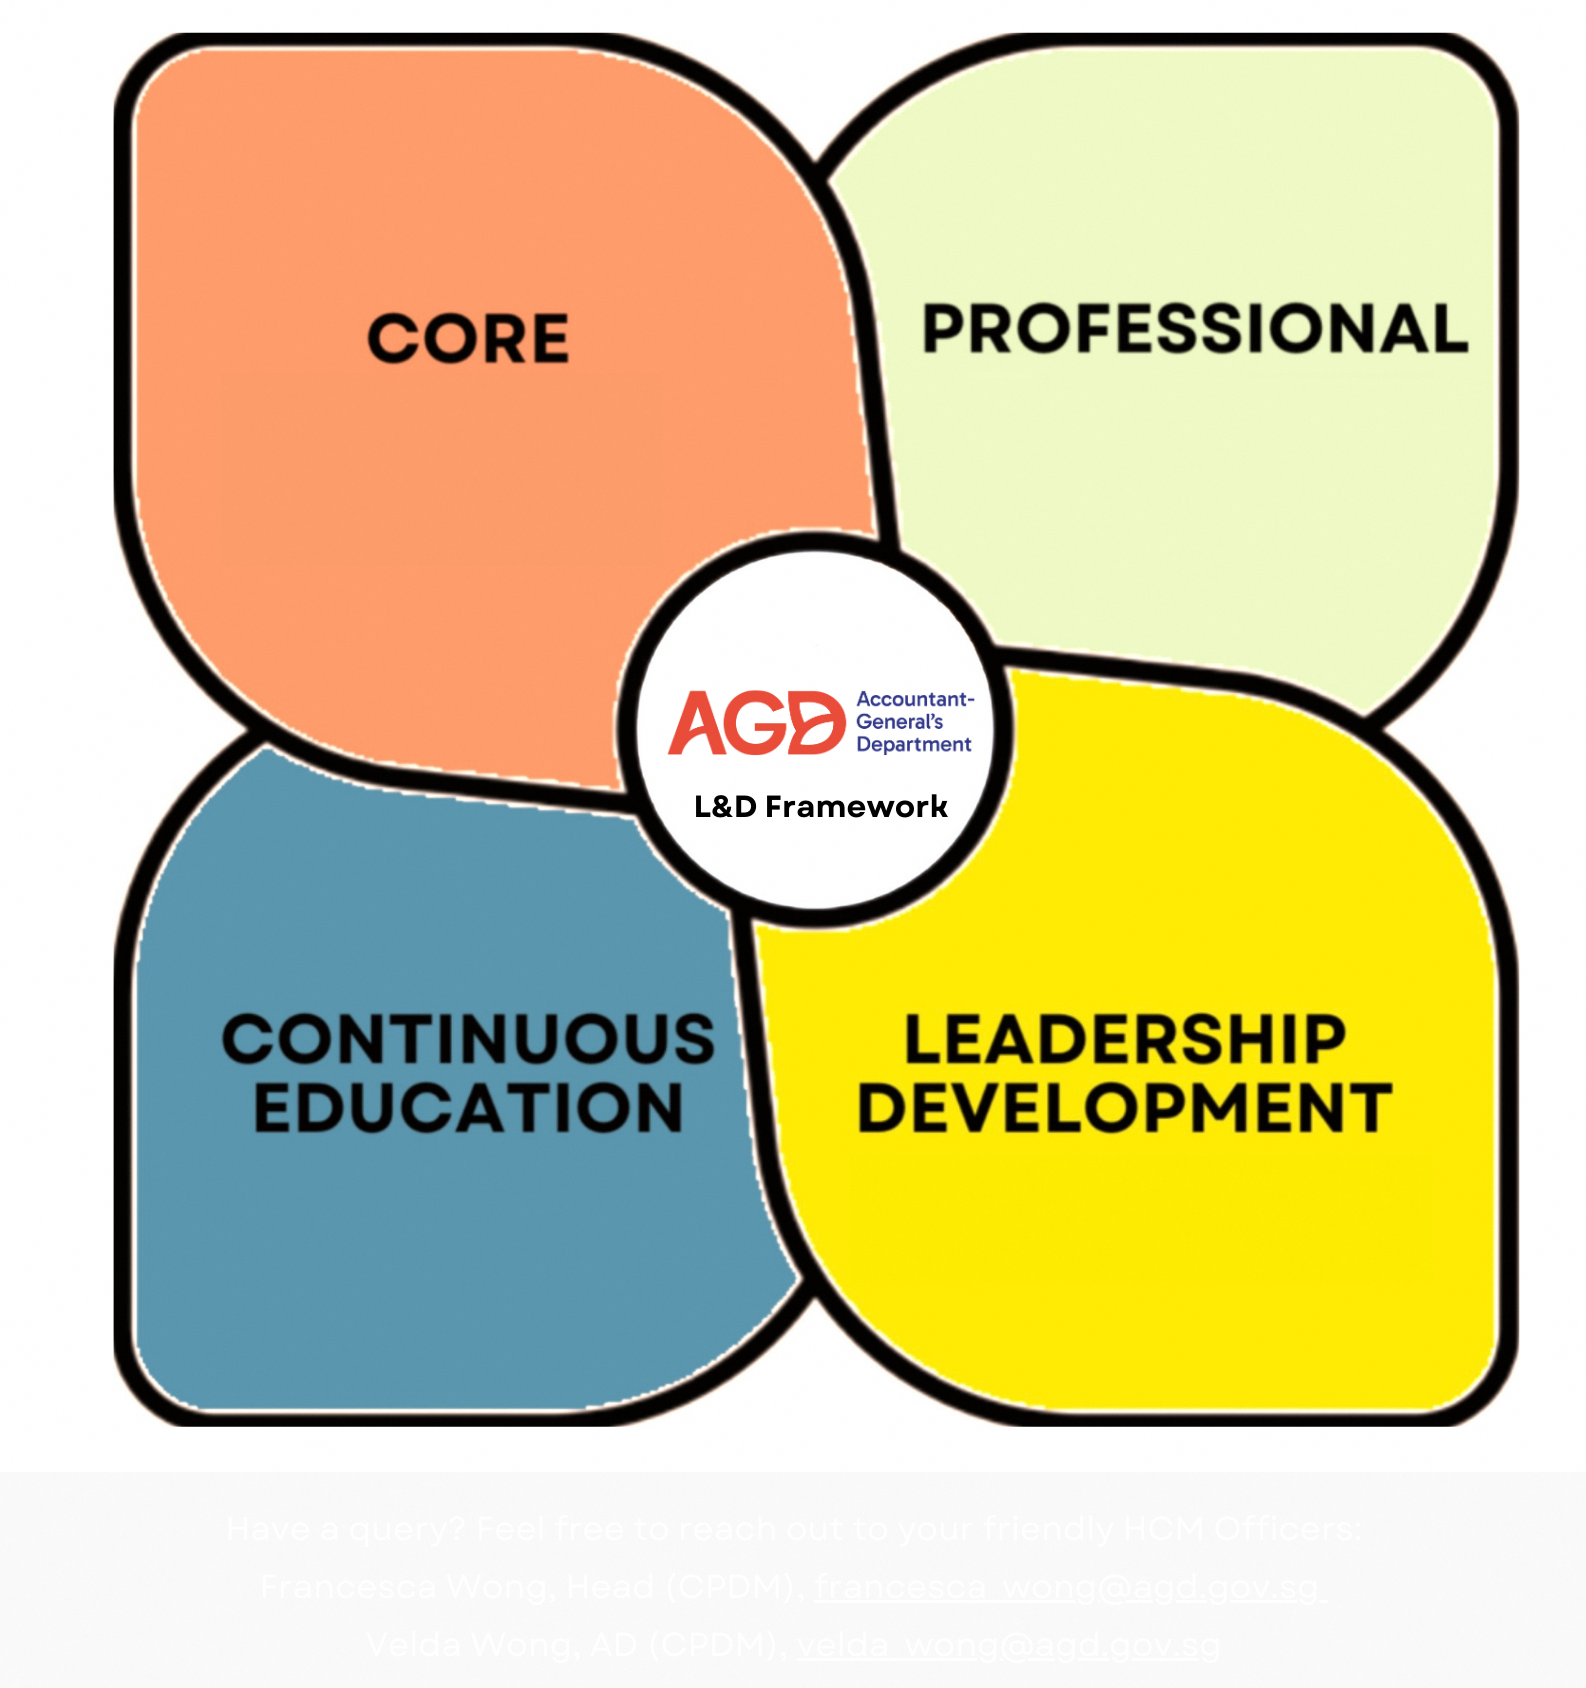 CORE
PROFESSIONAL
AGD
Accountant-
General's
Department
L&D Framework
CONTINUOUS
EDUCATION
LEADERSHIP
DEVELOPMENT
Have a query? Feel free to reach out to your friendly HCM Officers:
Francesca Wong, Head (CPDM), francesca_wong@agd.gov.sg
Velda Wong, AD (CPDM), velda_wong@agd.gov.sg